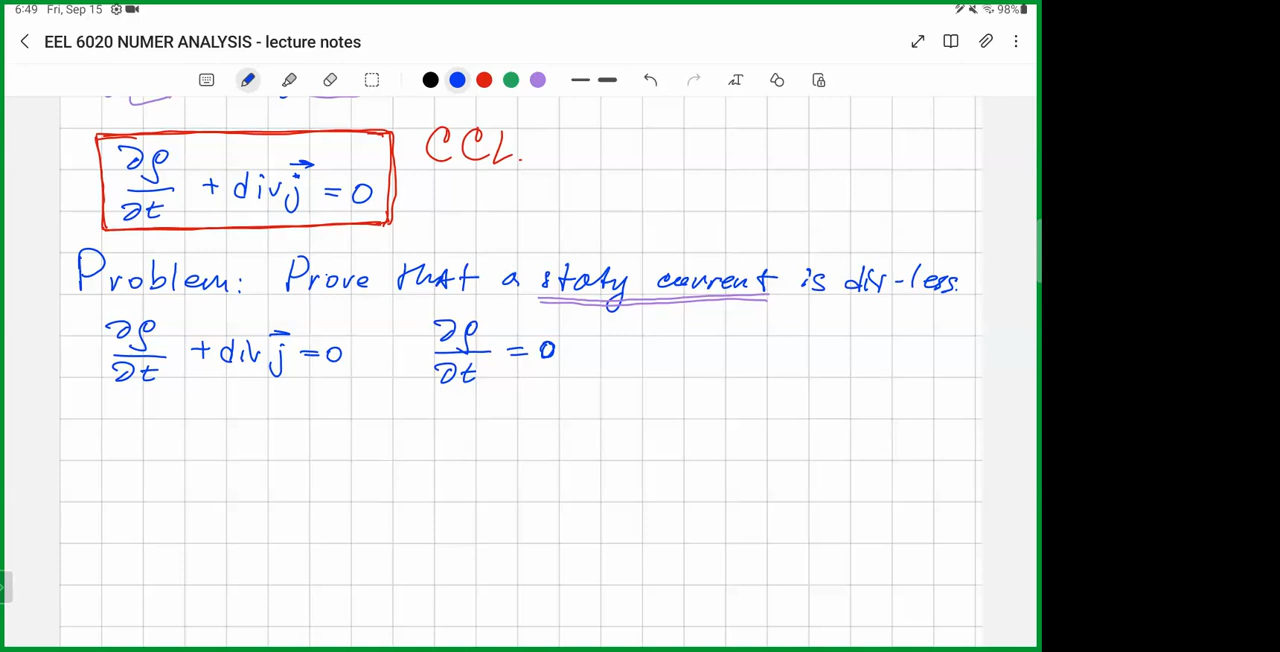 6:49 Fri, Sep 15 98%
EEL 6020 NUMER ANALYSIS - lecture notes
∂ρ/∂t + div j⃗ = 0 CCL.
Problem: Prove that a staty current is div-less.
∂ρ/∂t + div j⃗ = 0 ∂ρ/∂t = 0